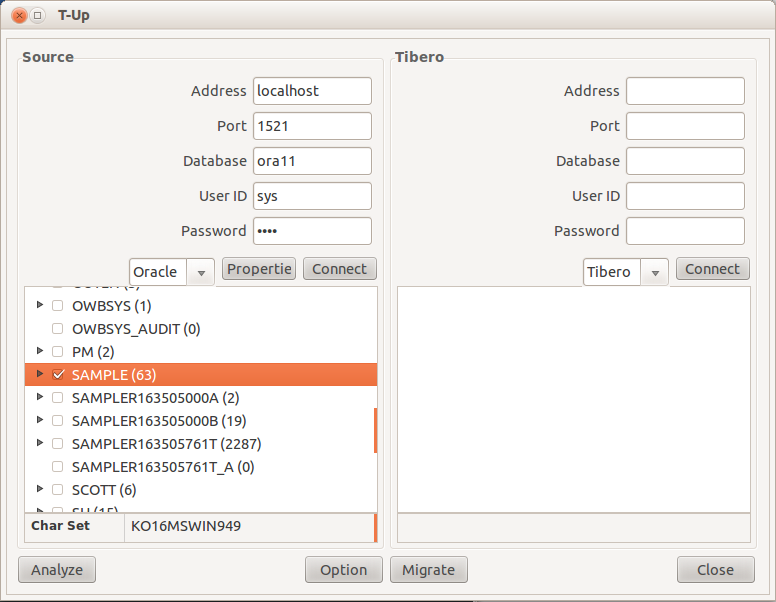 T-Up
Source
Address localhost
Port 1521
Database ora11
User ID sys
Password ••••
Oracle Propertie Connect
OWBSYS (1)
OWBSYS_AUDIT (0)
PM (2)
SAMPLE (63)
SAMPLER163505000A (2)
SAMPLER163505000B (19)
SAMPLER163505761T (2287)
SAMPLER163505761T_A (0)
SCOTT (6)
Char Set KO16MSWIN949
Tibero
Address
Port
Database
User ID
Password
Tibero Connect
Analyze Option Migrate Close